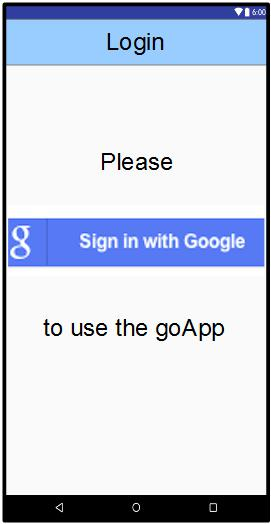 6:00
Login
Please
g Sign in with Google
to use the goApp